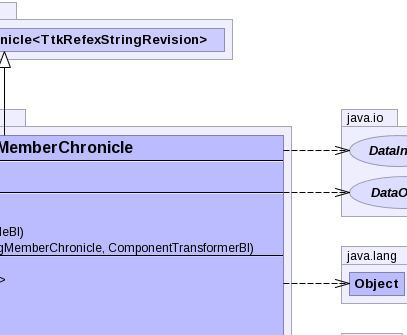 nicle<TtkRefexStringRevision>
MemberChronicle
leBI)
gMemberChronicle, ComponentTransformerBI)
>
java.io
DataIn
DataO
java.lang
Object